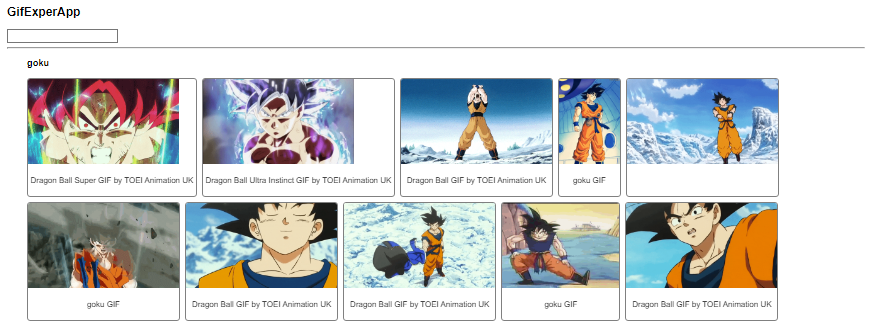 GifExperApp
goku
Dragon Ball Super GIF by TOEI Animation UK
Dragon Ball Ultra Instinct GIF by TOEI Animation UK
Dragon Ball GIF by TOEI Animation UK
goku GIF
goku GIF
Dragon Ball GIF by TOEI Animation UK
Dragon Ball GIF by TOEI Animation UK
goku GIF
Dragon Ball GIF by TOEI Animation UK